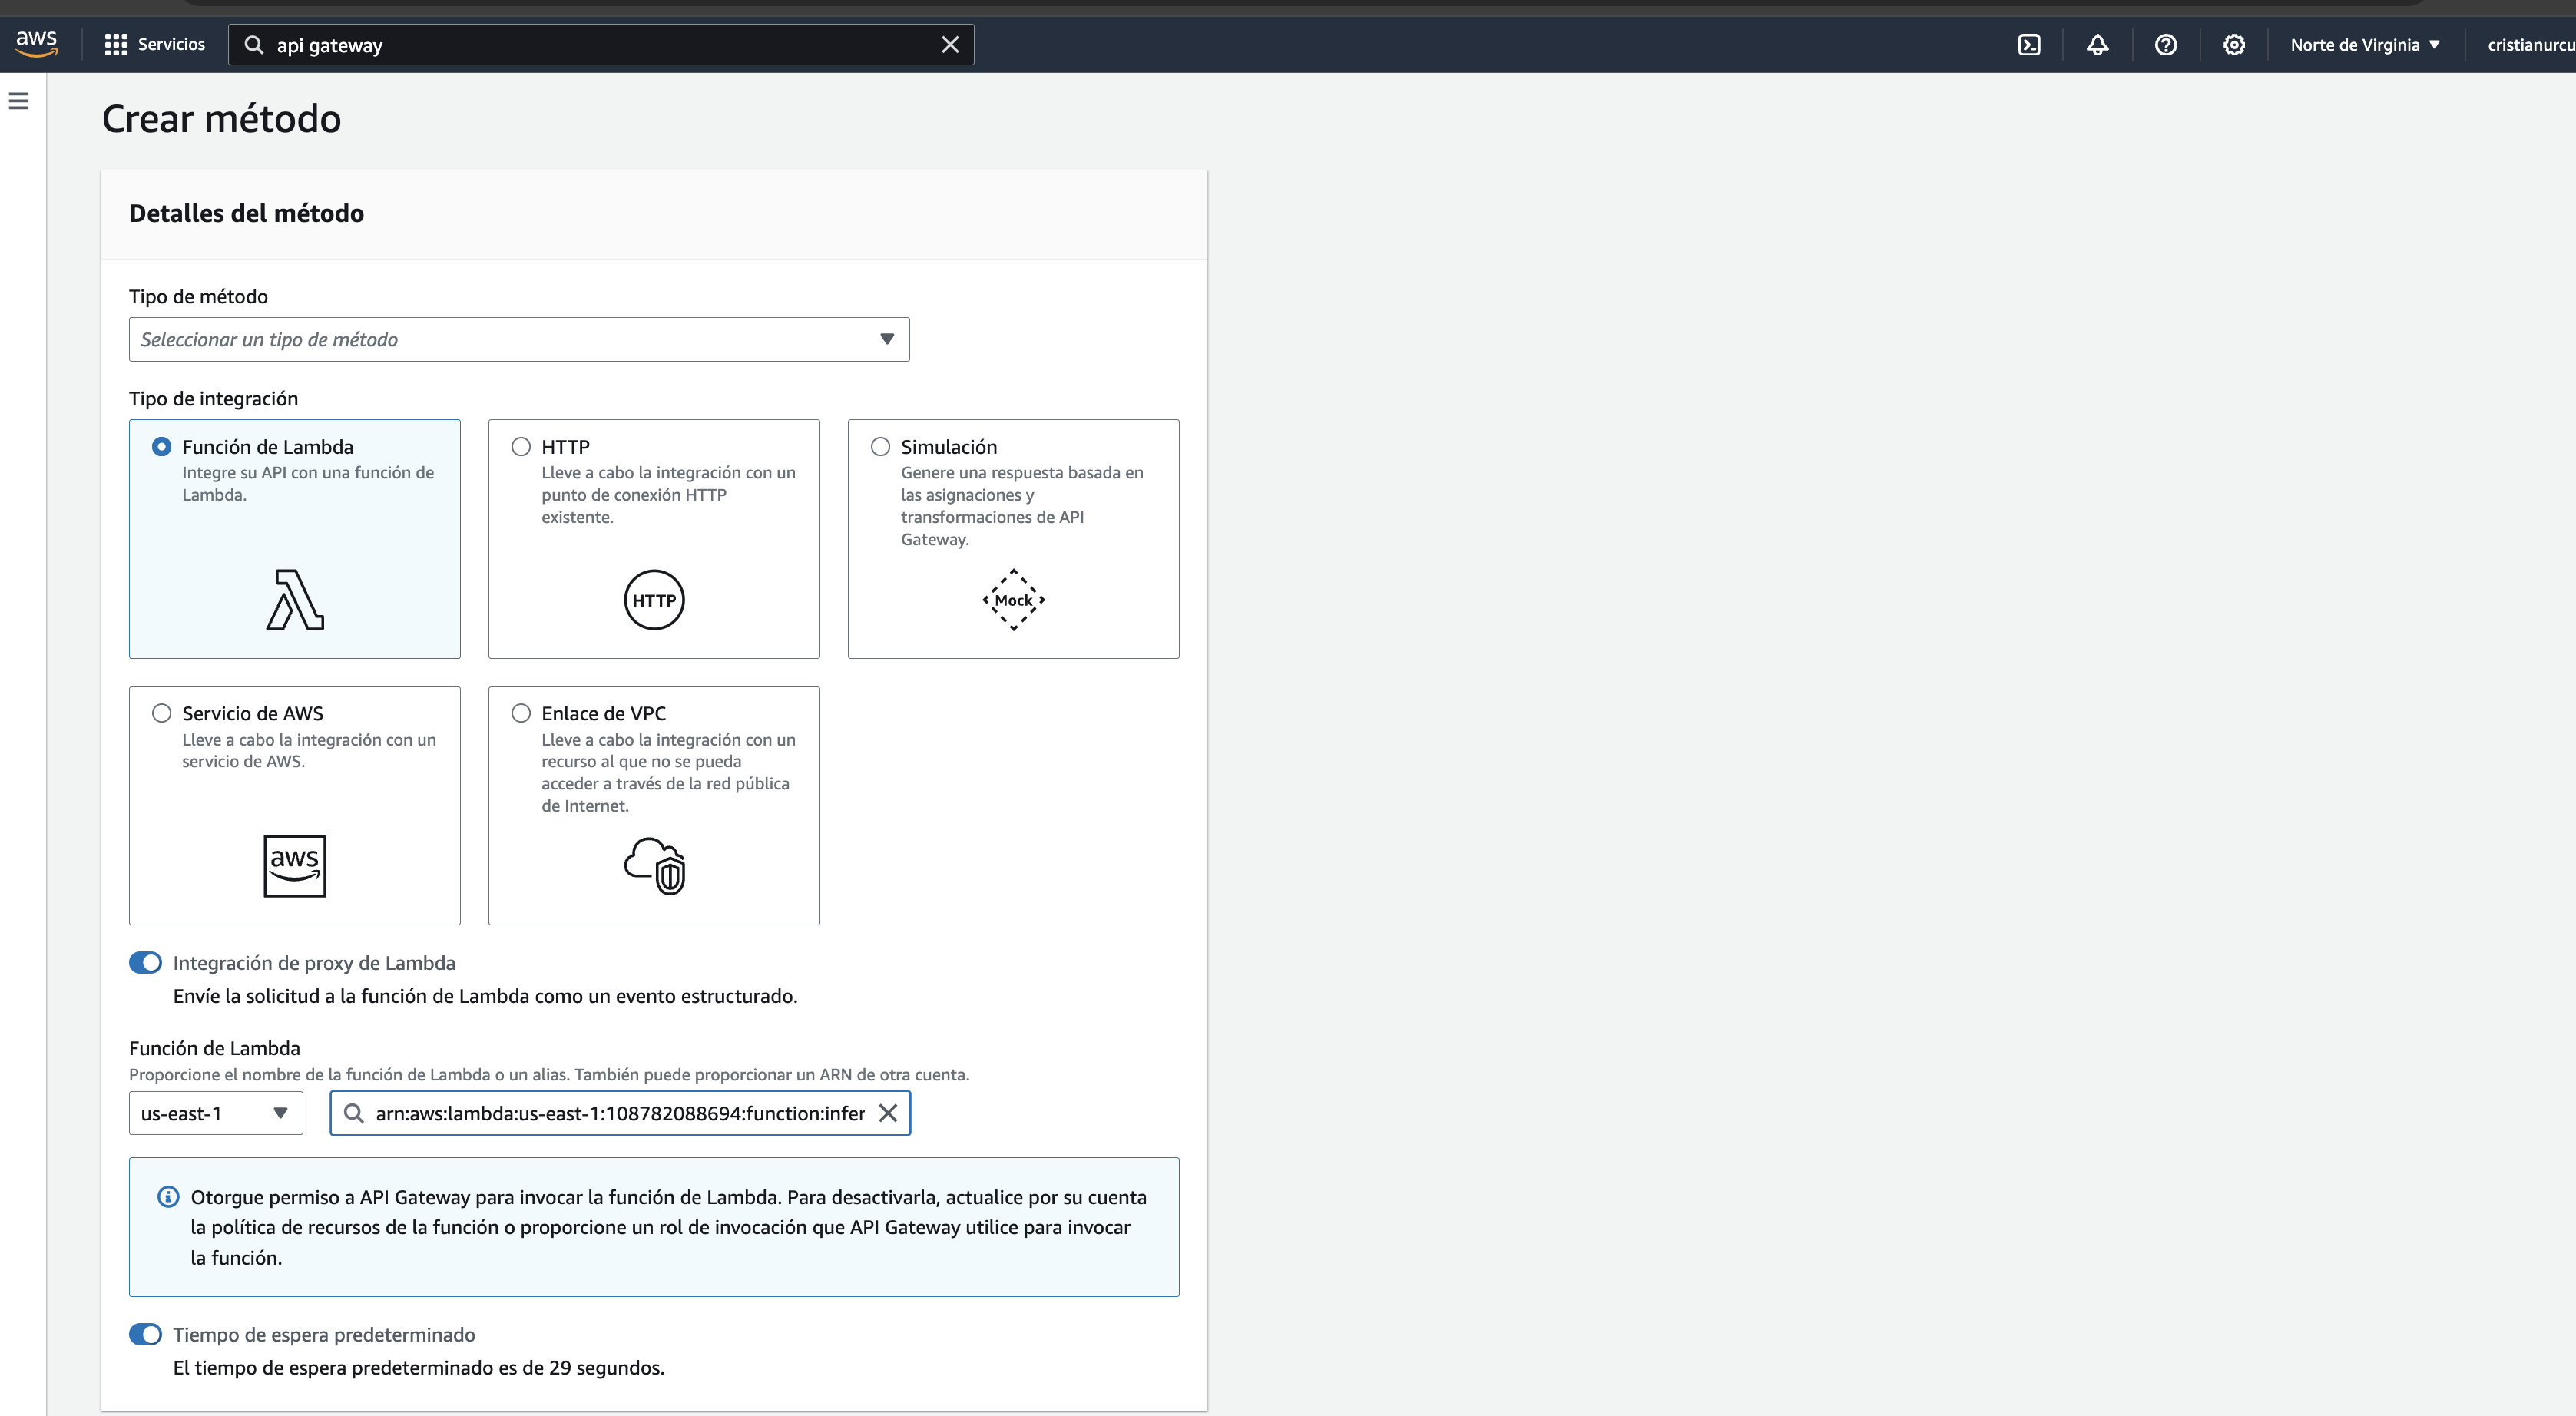 aws
Servicios
api gateway
Norte de Virginia
cristianurcu
Crear método
Detalles del método
Tipo de método
Seleccionar un tipo de método
Tipo de integración
Función de Lambda
Integre su API con una función de
Lambda.
HTTP
Lleve a cabo la integración con un
punto de conexión HTTP
existente.
HTTP
Simulación
Genere una respuesta basada en
las asignaciones y
transformaciones de API
Gateway.
Mock
Servicio de AWS
Lleve a cabo la integración con un
servicio de AWS.
aws
Enlace de VPC
Lleve a cabo la integración con un
recurso al que no se pueda
acceder a través de la red pública
de Internet.
Integración de proxy de Lambda
Envíe la solicitud a la función de Lambda como un evento estructurado.
Función de Lambda
Proporcione el nombre de la función de Lambda o un alias. También puede proporcionar un ARN de otra cuenta.
us-east-1
arn:aws:lambda:us-east-1:108782088694:function:infer
Otorgue permiso a API Gateway para invocar la función de Lambda. Para desactivarla, actualice por su cuenta
la política de recursos de la función o proporcione un rol de invocación que API Gateway utilice para invocar
la función.
Tiempo de espera predeterminado
El tiempo de espera predeterminado es de 29 segundos.